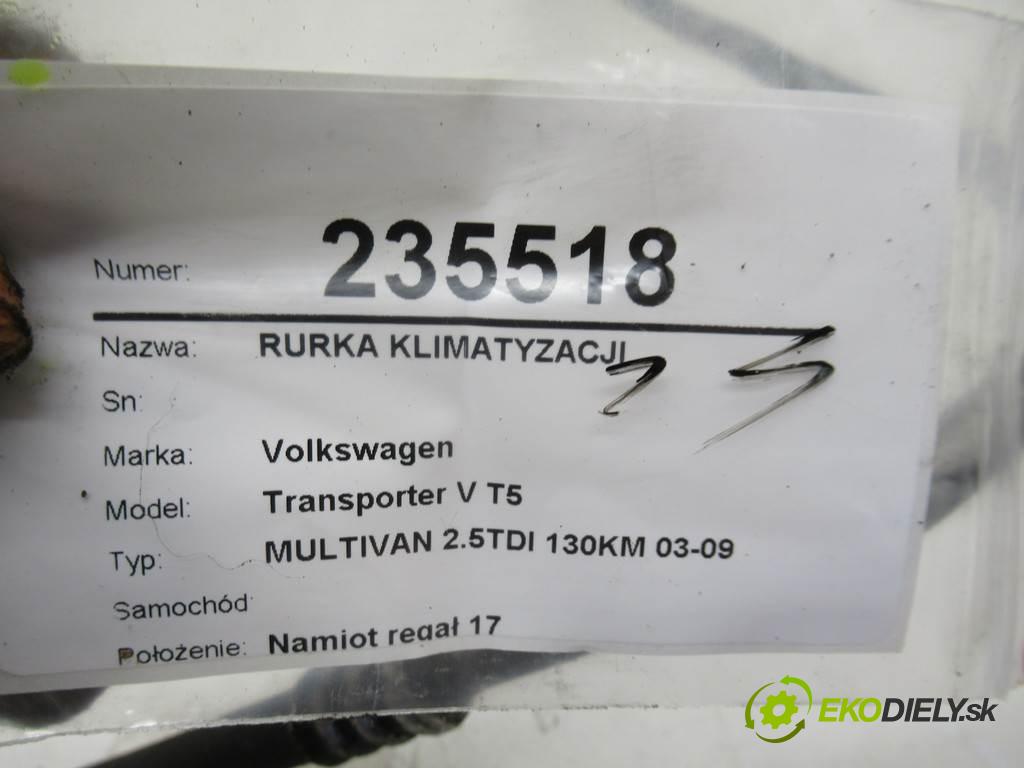 Numer: 235518
Nazwa: RURKA KLIMATYZACJI
Sn:
Marka: Volkswagen
Model: Transporter V T5
Typ: MULTIVAN 2.5TDI 130KM 03-09
Samochód
Położenie: Namiot regał 17
EKODIELY.sk